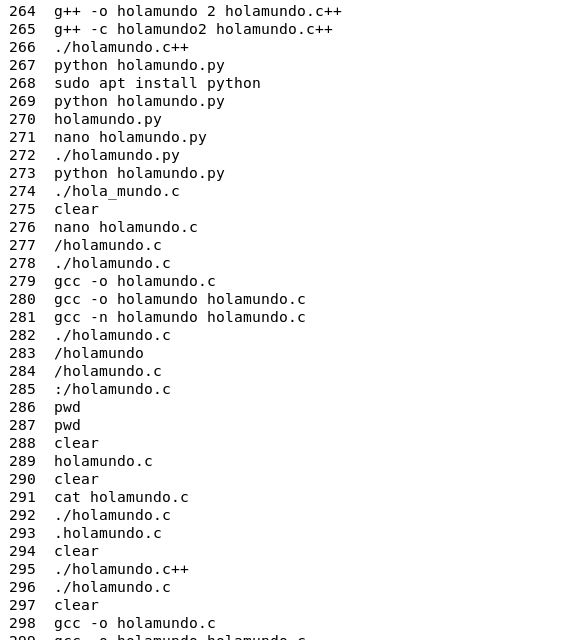 264 g++ -o holamundo 2 holamundo.c++
265 g++ -c holamundo2 holamundo.c++
266 ./holamundo.c++
267 python holamundo.py
268 sudo apt install python
269 python holamundo.py
270 holamundo.py
271 nano holamundo.py
272 ./holamundo.py
273 python holamundo.py
274 ./hola_mundo.c
275 clear
276 nano holamundo.c
277 /holamundo.c
278 ./holamundo.c
279 gcc -o holamundo.c
280 gcc -o holamundo holamundo.c
281 gcc -n holamundo holamundo.c
282 ./holamundo.c
283 /holamundo
284 /holamundo.c
285 :/holamundo.c
286 pwd
287 pwd
288 clear
289 holamundo.c
290 clear
291 cat holamundo.c
292 ./holamundo.c
293 .holamundo.c
294 clear
295 ./holamundo.c++
296 ./holamundo.c
297 clear
298 gcc -o holamundo.c
299 gcc -o holamundo holamundo.c